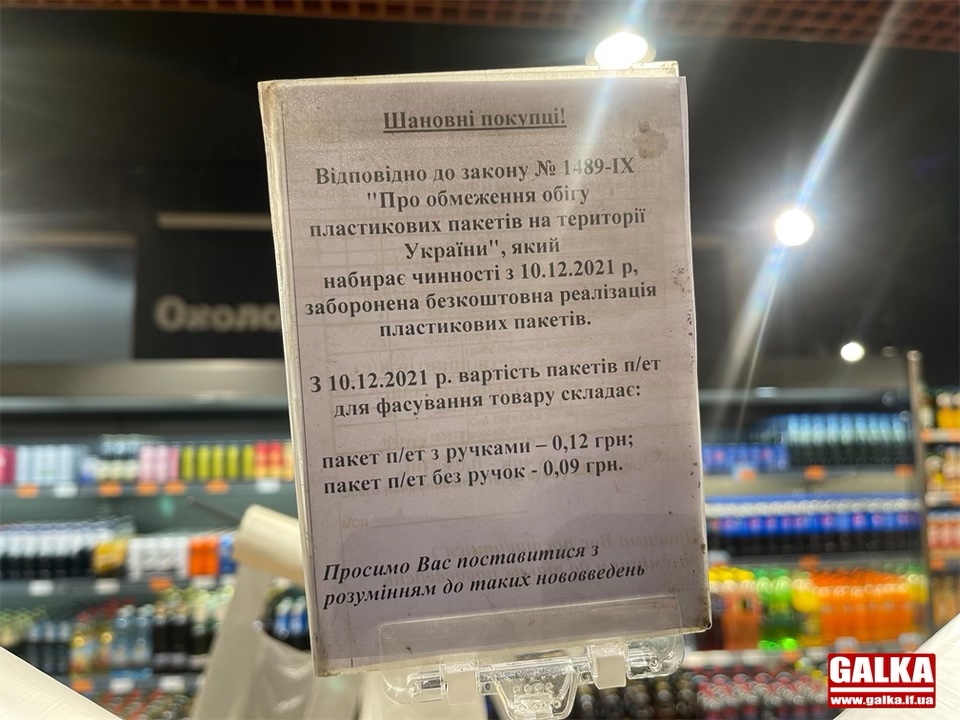 Шановні покупці!
Відповідно до закону № 1489-IX
"Про обмеження обігу
пластикових пакетів на території
України", який
набирає чинності з 10.12.2021 р,
заборонена безкоштовна реалізація
пластикових пакетів.
З 10.12.2021 р. вартість пакетів п/ет
для фасування товару складає:
пакет п/ет з ручками – 0,12 грн;
пакет п/ет без ручок - 0,09 грн.
Просимо Вас поставитися з
розумінням до таких нововведень
Около
GALKA
www.galka.if.ua